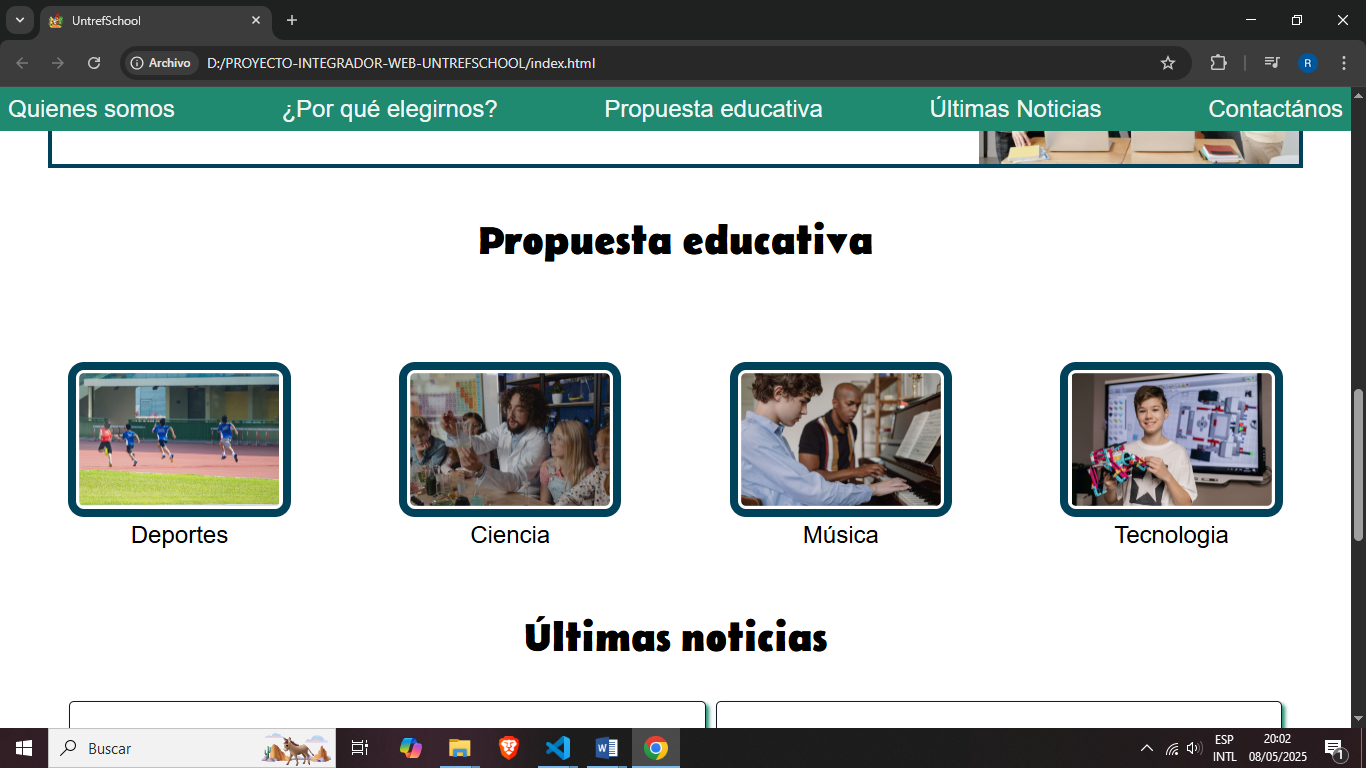 UntrefSchool
Archivo D:/PROYECTO-INTEGRADOR-WEB-UNTREFSCHOOL/index.html
R
Quienes somos ¿Por qué elegirnos? Propuesta educativa Últimas Noticias Contactános
Propuesta educativa
Deportes Ciencia Música Tecnologia
Últimas noticias
Buscar
ESP
INTL
20:02
08/05/2025
1